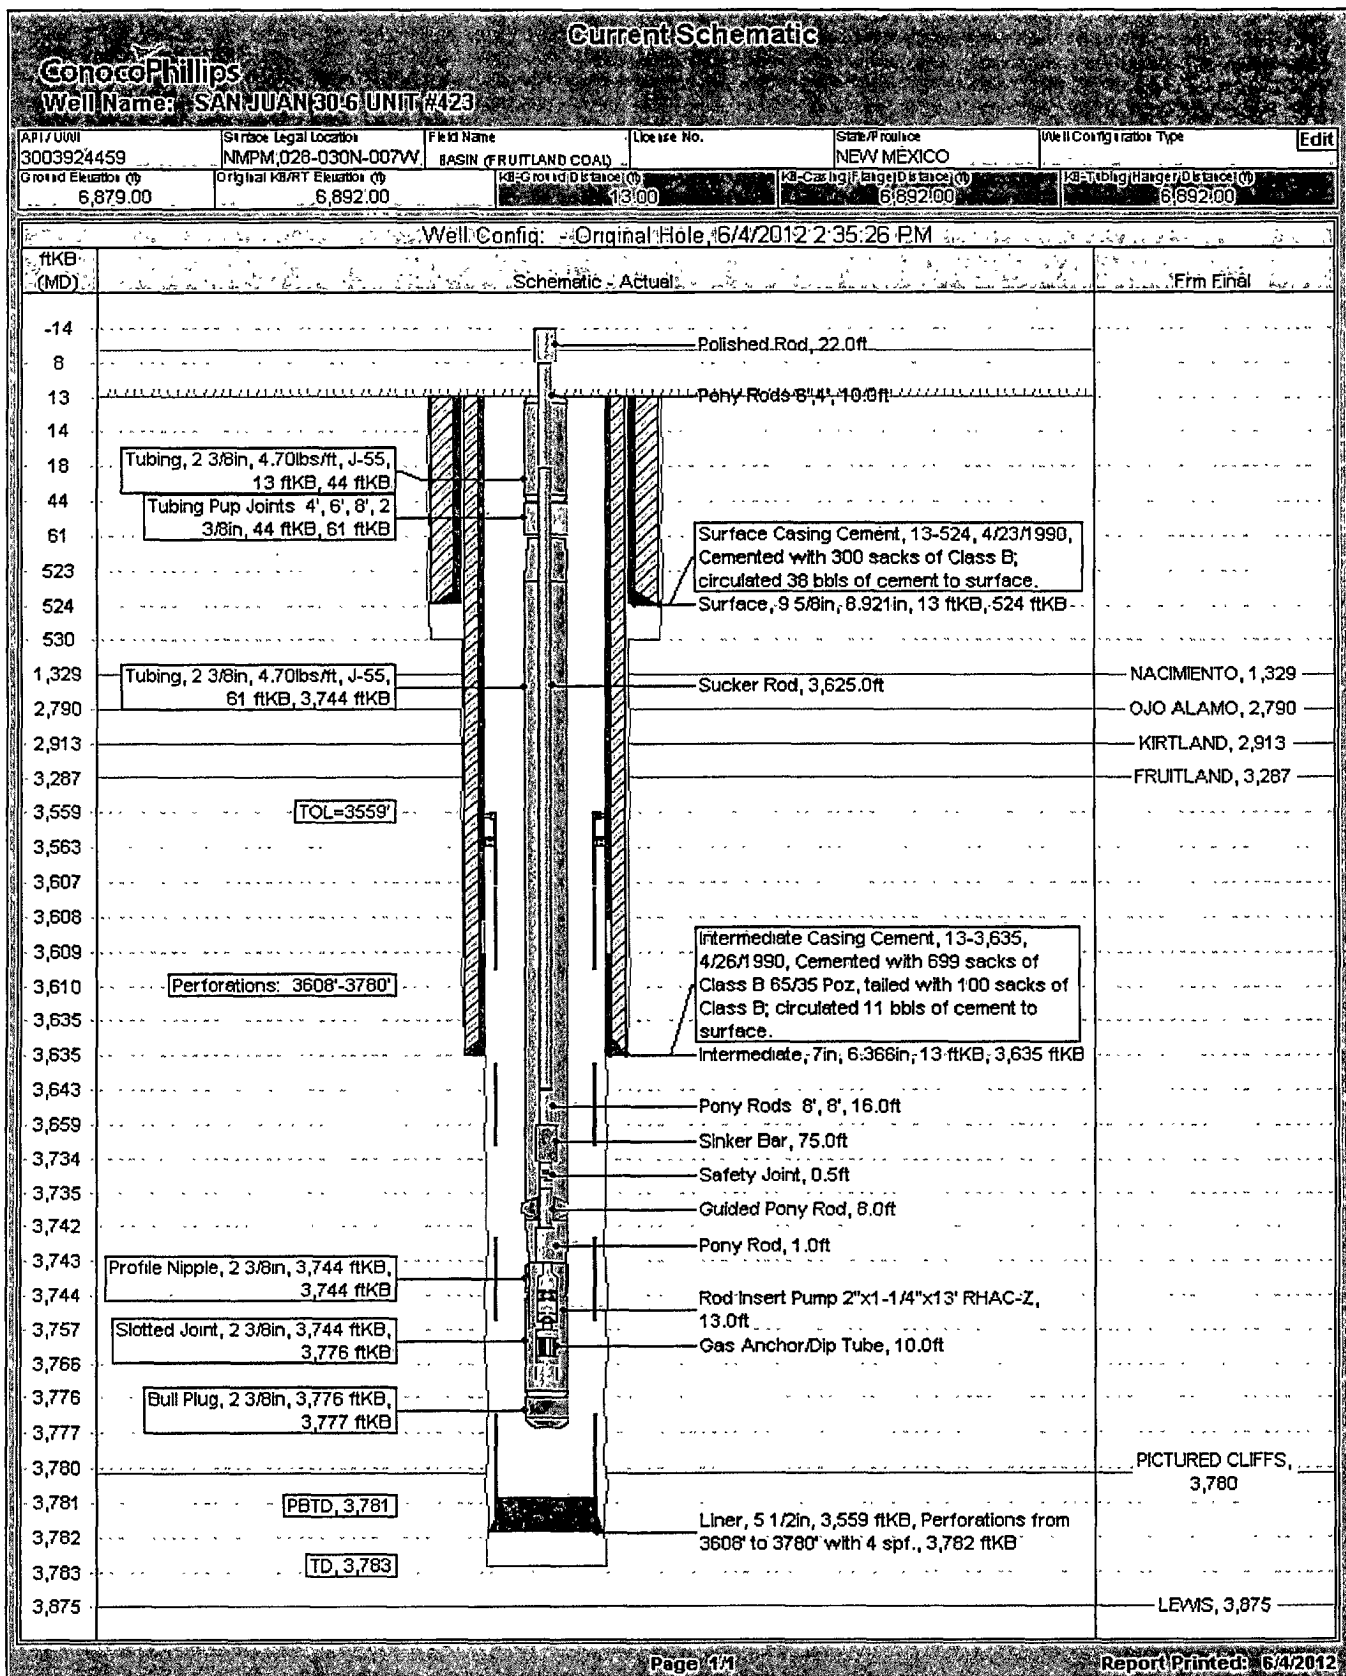 Current Schematic
ConocoPhillips
Well Name: SAN JUAN 30-6 UNIT #423
API / UWI
3003924459
Surface Legal Location
NMPM,028-030N-007W,
Field Name
BASIN (FRUITLAND COAL)
License No.
State/Province
NEW MEXICO
Well Configuration Type
Edit
Ground Elevation (ft)
6,879.00
Original KB/RT Elevation (ft)
6,892.00
KB-Ground Distance (ft)
13.00
KB-Casing Flange Distance (ft)
6,892.00
KB-Tubing Hanger Distance (ft)
6,892.00
Well Config: - Original Hole, 6/4/2012 2:35:26 PM
ftKB
(MD)
Schematic - Actual
Frm Final
-14
Polished Rod, 22.0ft
8
13
Pony Rods 8',4', 10.0ft
14
18
Tubing, 2 3/8in, 4.70lbs/ft, J-55,
13 ftKB, 44 ftKB
44
Tubing Pup Joints 4', 6', 8', 2
3/8in, 44 ftKB, 61 ftKB
61
Surface Casing Cement, 13-524, 4/23/1990,
Cemented with 300 sacks of Class B;
circulated 38 bbls of cement to surface.
523
524
Surface, 9 5/8in, 8.921in, 13 ftKB, 524 ftKB
530
1,329
Tubing, 2 3/8in, 4.70lbs/ft, J-55,
61 ftKB, 3,744 ftKB
Sucker Rod, 3,625.0ft
NACIMIENTO, 1,329
2,790
OJO ALAMO, 2,790
2,913
KIRTLAND, 2,913
3,287
FRUITLAND, 3,287
3,559
TOL=3559'
3,563
3,607
3,608
3,609
Intermediate Casing Cement, 13-3,635,
4/26/1990, Cemented with 699 sacks of
Class B 65/35 Poz, tailed with 100 sacks of
Class B; circulated 11 bbls of cement to
surface.
3,610
Perforations: 3608'-3780'
3,635
3,635
Intermediate, 7in, 6.366in, 13 ftKB, 3,635 ftKB
3,643
Pony Rods 8', 8', 16.0ft
3,659
Sinker Bar, 75.0ft
3,734
Safety Joint, 0.5ft
3,735
Guided Pony Rod, 8.0ft
3,742
Pony Rod, 1.0ft
3,743
Profile Nipple, 2 3/8in, 3,744 ftKB,
3,744 ftKB
3,744
Rod Insert Pump 2"x1-1/4"x13' RHAC-Z,
13.0ft
3,757
Slotted Joint, 2 3/8in, 3,744 ftKB,
3,776 ftKB
Gas Anchor/Dip Tube, 10.0ft
3,766
3,776
Bull Plug, 2 3/8in, 3,776 ftKB,
3,777 ftKB
3,777
3,780
PICTURED CLIFFS,
3,780
3,781
PBTD, 3,781
3,782
Liner, 5 1/2in, 3,559 ftKB, Perforations from
3608' to 3780' with 4 spf., 3,782 ftKB
3,783
TD, 3,783
3,875
LEWIS, 3,875
Page 1/1
Report Printed: 6/4/2012